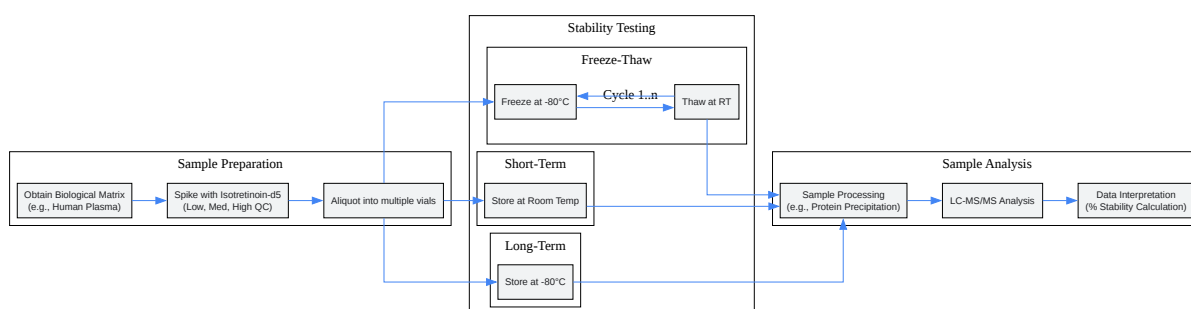 Stability Testing
Freeze-Thaw
Freeze at -80°C
Cycle 1..n
Thaw at RT
Sample Preparation
Obtain Biological Matrix
(e.g., Human Plasma)
Spike with Isotretinoin-d5
(Low, Med, High QC)
Aliquot into multiple vials
Short-Term
Store at Room Temp
Long-Term
Store at -80°C
Sample Analysis
Sample Processing
(e.g., Protein Precipitation)
LC-MS/MS Analysis
Data Interpretation
(% Stability Calculation)